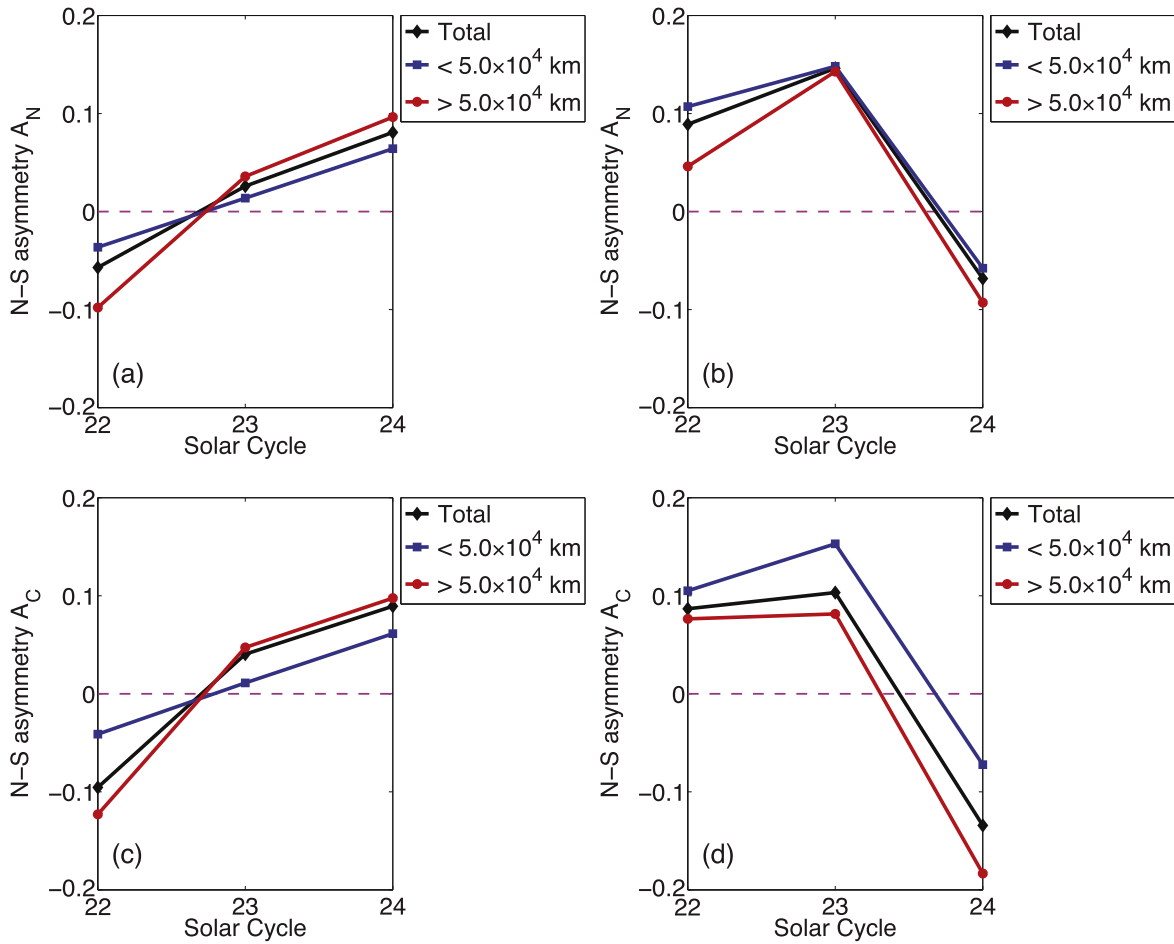 0.2
0.1
0
−0.1
−0.2
N−S asymmetry A_N
22
23
24
Solar Cycle
(a)
Total
< 5.0×10^4 km
> 5.0×10^4 km
0.2
0.1
0
−0.1
−0.2
N−S asymmetry A_N
22
23
24
Solar Cycle
(b)
Total
< 5.0×10^4 km
> 5.0×10^4 km
0.2
0.1
0
−0.1
−0.2
N−S asymmetry A_C
22
23
24
Solar Cycle
(c)
Total
< 5.0×10^4 km
> 5.0×10^4 km
0.2
0.1
0
−0.1
−0.2
N−S asymmetry A_C
22
23
24
Solar Cycle
(d)
Total
< 5.0×10^4 km
> 5.0×10^4 km